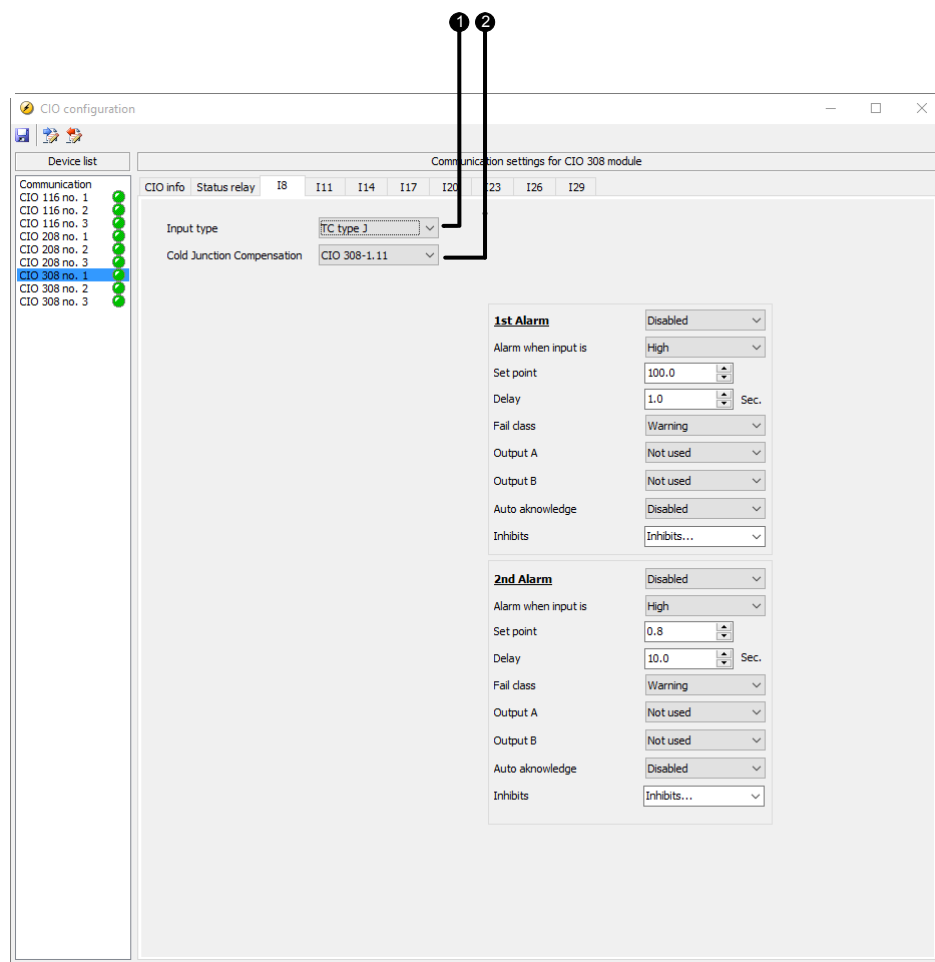 1 2
CIO configuration
Device list
Communication settings for CIO 308 module
Communication
CIO 116 no. 1
CIO 116 no. 2
CIO 116 no. 3
CIO 208 no. 1
CIO 208 no. 2
CIO 208 no. 3
CIO 308 no. 1
CIO 308 no. 2
CIO 308 no. 3
CIO info Status relay I8 I11 I14 I17 I20 I23 I26 I29
Input type TC type J
Cold Junction Compensation CIO 308-1.11
1st Alarm Disabled
Alarm when input is High
Set point 100.0
Delay 1.0 Sec.
Fail class Warning
Output A Not used
Output B Not used
Auto aknowledge Disabled
Inhibits Inhibits...
2nd Alarm Disabled
Alarm when input is High
Set point 0.8
Delay 10.0 Sec.
Fail class Warning
Output A Not used
Output B Not used
Auto aknowledge Disabled
Inhibits Inhibits...